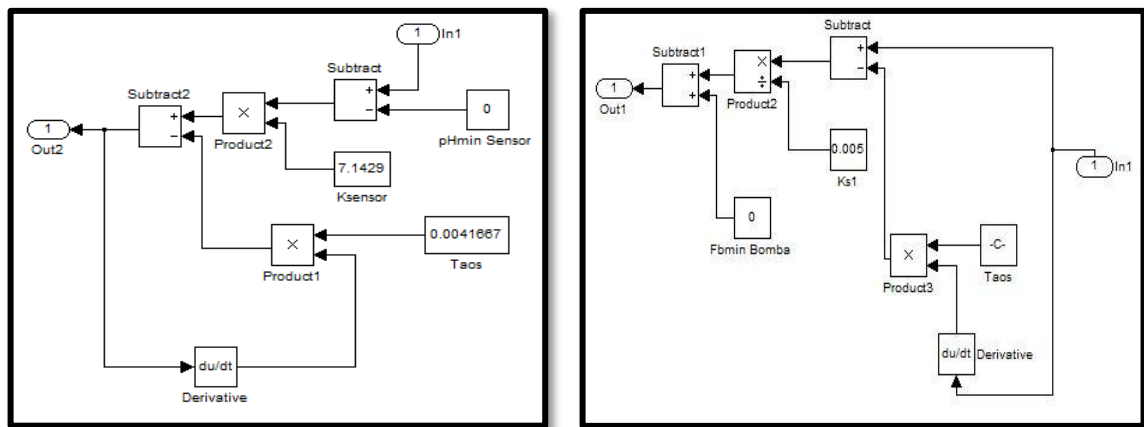 1
In1
Subtract
+
−
0
pHmin Sensor
Subtract2
+
−
×
Product2
1
Out2
7.1429
Ksensor
0.0041667
Taos
×
Product1
du/dt
Derivative
Subtract
+
−
Subtract1
+
+
×
÷
Product2
1
Out1
0.005
Ks1
1
In1
0
Fbmin Bomba
×
Product3
-C-
Taos
du/dt
Derivative